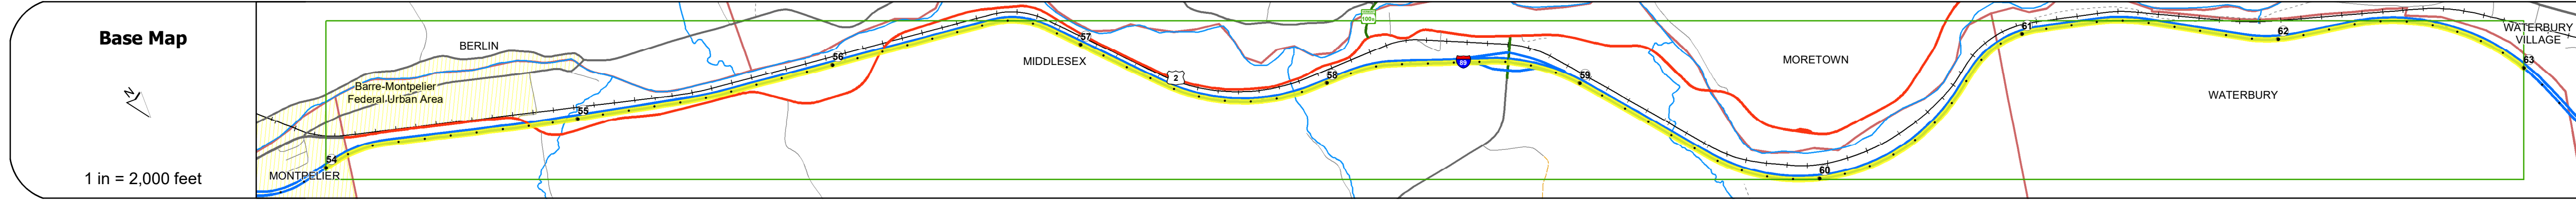 Base Map
N
1 in = 2,000 feet
BERLIN
Barre-Montpelier
Federal Urban Area
MONTPELIER
54
55
56
MIDDLESEX
57
2
58
100B
89
59
MORETOWN
60
61
WATERBURY
62
WATERBURY
VILLAGE
63